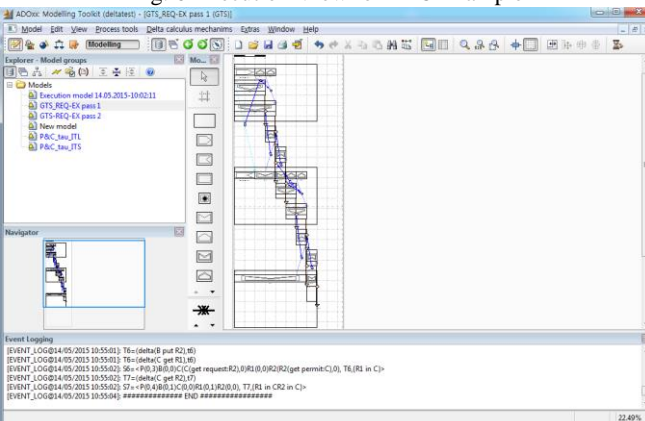 ADOxx: Modelling Toolkit (deltatest) - [GTS_REQ-EX pass 1 (GTS)]
Model Edit View Process tools Delta calculus mechanims Extras Window Help
Modelling
Explorer - Model groups
Mo...
Models
Execution model 14.05.2015-10:02:11
GTS_REQ-EX pass 1
GTS-REQ-EX pass 2
New model
P&C_tau_ITL
P&C_tau_ITS
Navigator
Event Logging
[EVENT_LOG@14/05/2015 10:55:01]: T6=(delta(B put R2),t6)
[EVENT_LOG@14/05/2015 10:55:01]: T6=(delta(C get R1),t6)
[EVENT_LOG@14/05/2015 10:55:02]: S6=<P(0,3)B(0,0)C(C(get request:R2),0)R1(0,0)R2(R2(get permit:C),0), T6,(R1 in C)>
[EVENT_LOG@14/05/2015 10:55:02]: T7=(delta(C get R2),t7)
[EVENT_LOG@14/05/2015 10:55:02]: S7=<P(0,4)B(0,1)C(0,0)R1(0,1)R2(0,0), T7,(R1 in CR2 in C)>
[EVENT_LOG@14/05/2015 10:55:04]: ############## END #################
22.49%